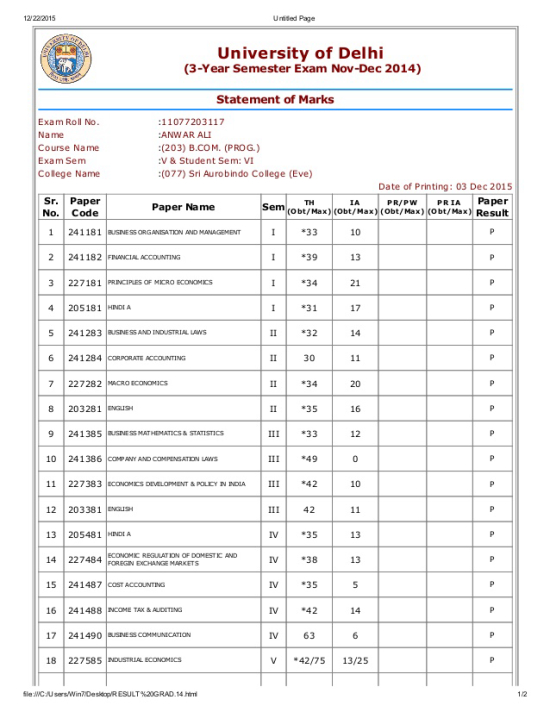 12/22/2015 Untitled Page
University of Delhi
(3-Year Semester Exam Nov-Dec 2014)
Statement of Marks
Exam Roll No. :11077203117
Name :ANWAR ALI
Course Name :(203) B.COM. (PROG.)
Exam Sem :V & Student Sem: VI
College Name :(077) Sri Aurobindo College (Eve)
Date of Printing: 03 Dec 2015
Sr. No. Paper Code Paper Name Sem TH (Obt/Max) IA (Obt/Max) PR/PW (Obt/Max) PR IA (Obt/Max) Paper Result
1 241181 BUSINESS ORGANISATION AND MANAGEMENT I *33 10 P
2 241182 FINANCIAL ACCOUNTING I *39 13 P
3 227181 PRINCIPLES OF MICRO ECONOMICS I *34 21 P
4 205181 HINDI A I *31 17 P
5 241283 BUSINESS AND INDUSTRIAL LAWS II *32 14 P
6 241284 CORPORATE ACCOUNTING II 30 11 P
7 227282 MACRO ECONOMICS II *34 20 P
8 203281 ENGLISH II *35 16 P
9 241385 BUSINESS MATHEMATICS & STATISTICS III *33 12 P
10 241386 COMPANY AND COMPENSATION LAWS III *49 0 P
11 227383 ECONOMICS DEVELOPMENT & POLICY IN INDIA III *42 10 P
12 203381 ENGLISH III 42 11 P
13 205481 HINDI A IV *35 13 P
14 227484 ECONOMIC REGULATION OF DOMESTIC AND FOREGIN EXCHANGE MARKETS IV *38 13 P
15 241487 COST ACCOUNTING IV *35 5 P
16 241488 INCOME TAX & AUDITING IV *42 14 P
17 241490 BUSINESS COMMUNICATION IV 63 6 P
18 227585 INDUSTRIAL ECONOMICS V *42/75 13/25 P
file:///C:/Users/Win7/Desktop/RESULT%20GRAD.14.html 1/2